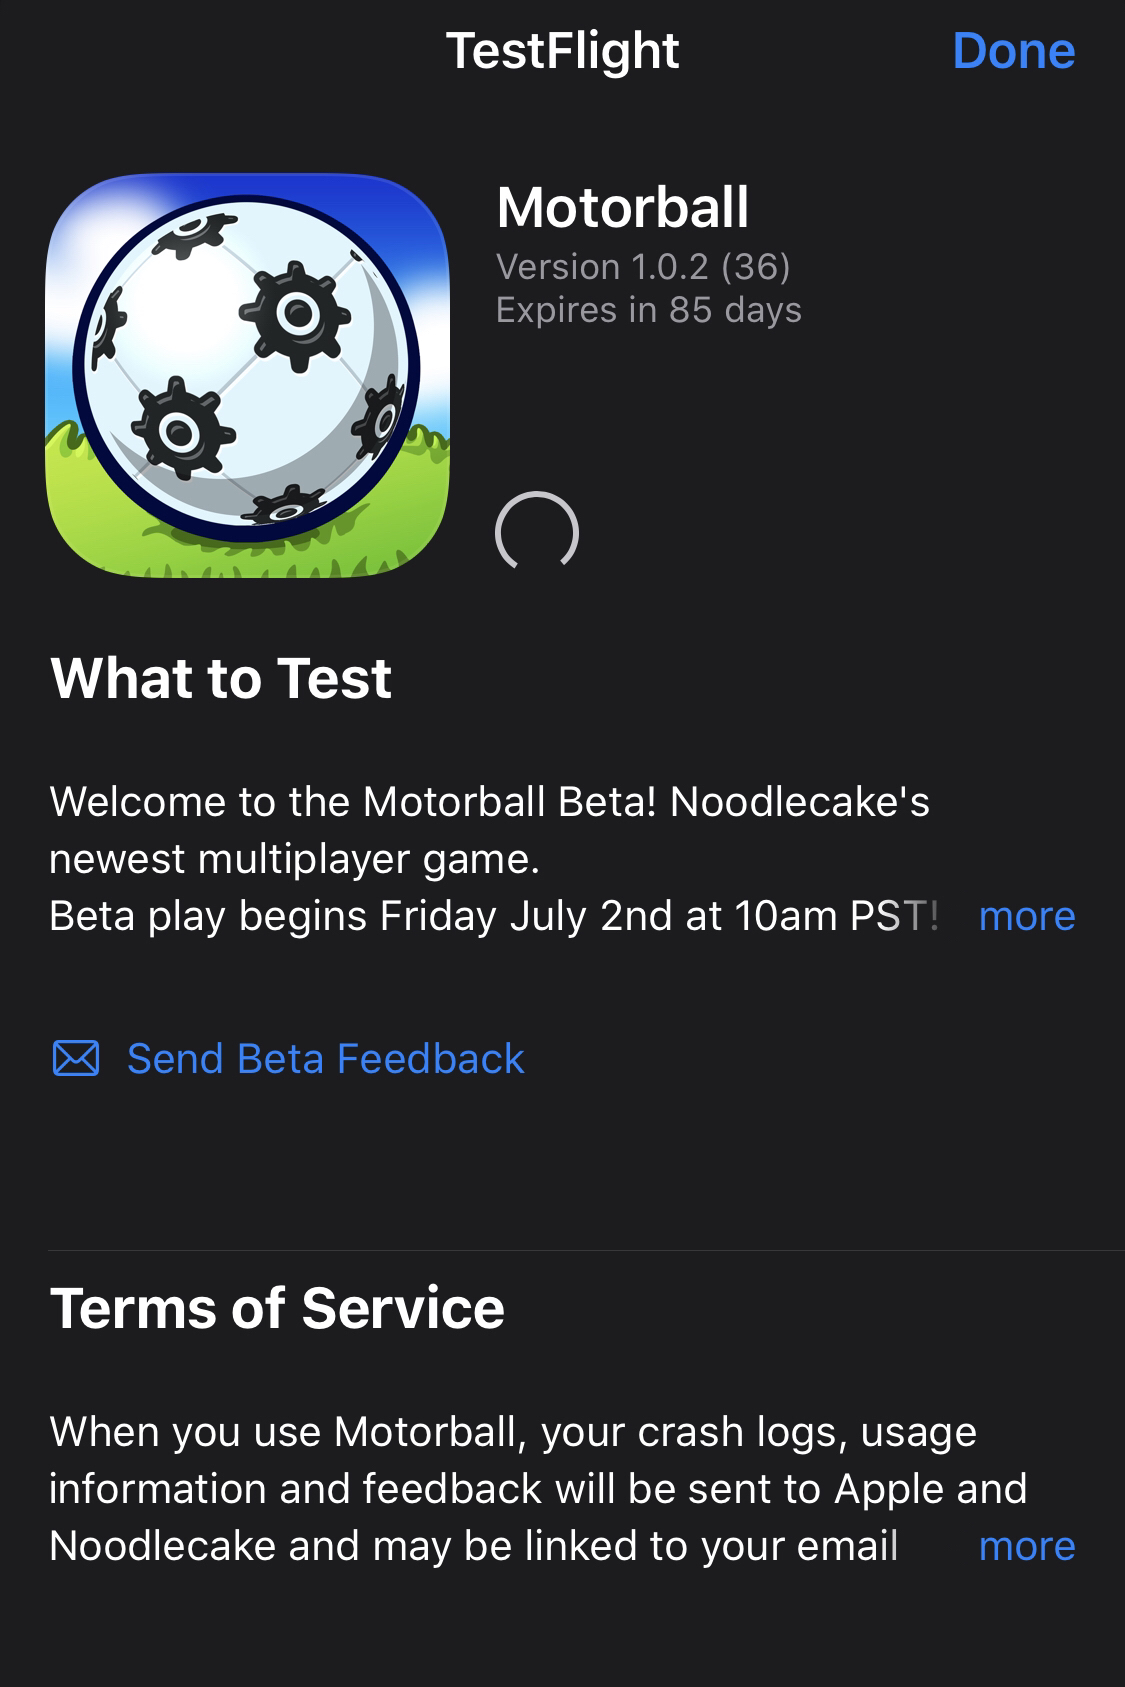 TestFlight
Done
Motorball
Version 1.0.2 (36)
Expires in 85 days
What to Test
Welcome to the Motorball Beta! Noodlecake's
newest multiplayer game.
Beta play begins Friday July 2nd at 10am PST! more
Send Beta Feedback
Terms of Service
When you use Motorball, your crash logs, usage
information and feedback will be sent to Apple and
Noodlecake and may be linked to your email more